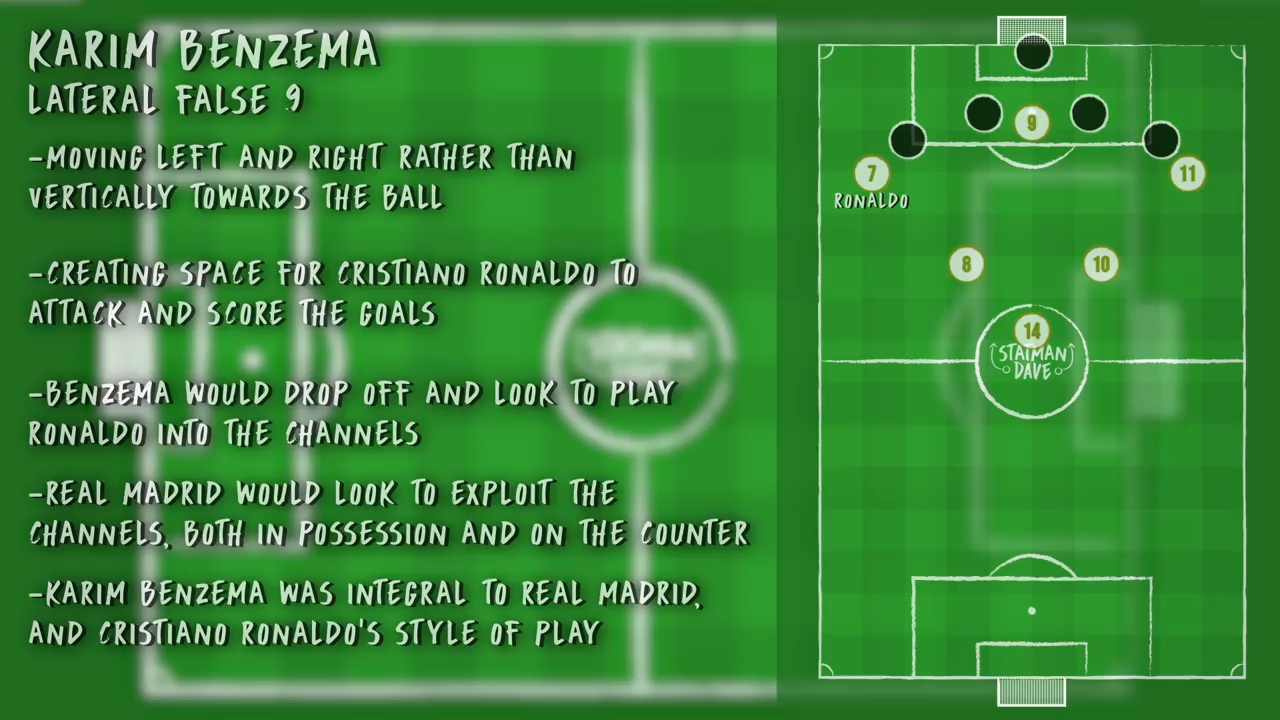 KARIM BENZEMA
LATERAL FALSE 9
-MOVING LEFT AND RIGHT RATHER THAN
VERTICALLY TOWARDS THE BALL
-CREATING SPACE FOR CRISTIANO RONALDO TO
ATTACK AND SCORE THE GOALS
-BENZEMA WOULD DROP OFF AND LOOK TO PLAY
RONALDO INTO THE CHANNELS
-REAL MADRID WOULD LOOK TO EXPLOIT THE
CHANNELS, BOTH IN POSSESSION AND ON THE COUNTER
-KARIM BENZEMA WAS INTEGRAL TO REAL MADRID,
AND CRISTIANO RONALDO'S STYLE OF PLAY
9
7
11
RONALDO
8
10
14
STATMAN
DAVE